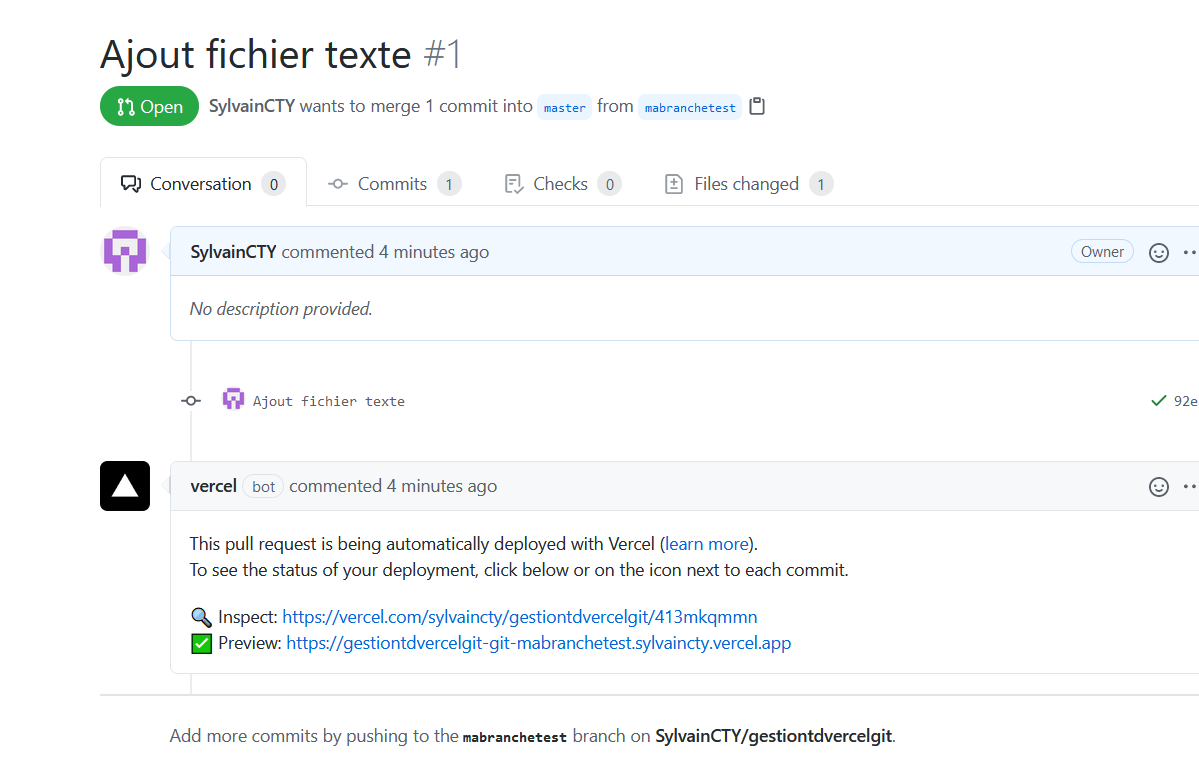 Ajout fichier texte #1
Open SylvainCTY wants to merge 1 commit into master from mabranchetest
Conversation 0 Commits 1 Checks 0 Files changed 1
SylvainCTY commented 4 minutes ago Owner
No description provided.
Ajout fichier texte 92e
vercel bot commented 4 minutes ago
This pull request is being automatically deployed with Vercel (learn more).
To see the status of your deployment, click below or on the icon next to each commit.
🔍 Inspect: https://vercel.com/sylvaincty/gestiontdvercelgit/413mkqmmn
✅ Preview: https://gestiontdvercelgit-git-mabranchetest.sylvaincty.vercel.app
Add more commits by pushing to the mabranchetest branch on SylvainCTY/gestiontdvercelgit.